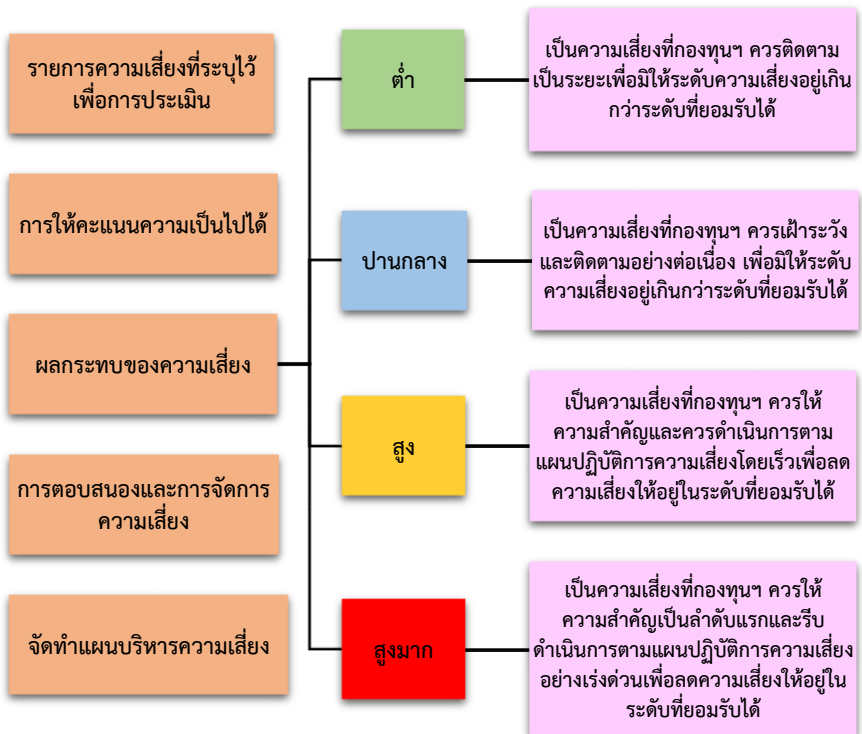 รายการความเสี่ยงที่ระบุไว้
เพื่อการประเมิน
การให้คะแนนความเป็นไปได้
ผลกระทบของความเสี่ยง
การตอบสนองและการจัดการ
ความเสี่ยง
จัดทำแผนบริหารความเสี่ยง
ต่ำ
เป็นความเสี่ยงที่กองทุนฯ ควรติดตาม
เป็นระยะเพื่อมิให้ระดับความเสี่ยงอยู่เกิน
กว่าระดับที่ยอมรับได้
ปานกลาง
เป็นความเสี่ยงที่กองทุนฯ ควรเฝ้าระวัง
และติดตามอย่างต่อเนื่อง เพื่อมิให้ระดับ
ความเสี่ยงอยู่เกินกว่าระดับที่ยอมรับได้
สูง
เป็นความเสี่ยงที่กองทุนฯ ควรให้
ความสำคัญและควรดำเนินการตาม
แผนปฏิบัติการความเสี่ยงโดยเร็วเพื่อลด
ความเสี่ยงให้อยู่ในระดับที่ยอมรับได้
สูงมาก
เป็นความเสี่ยงที่กองทุนฯ ควรให้
ความสำคัญเป็นลำดับแรกและรีบ
ดำเนินการตามแผนปฏิบัติการความเสี่ยง
อย่างเร่งด่วนเพื่อลดความเสี่ยงให้อยู่ใน
ระดับที่ยอมรับได้